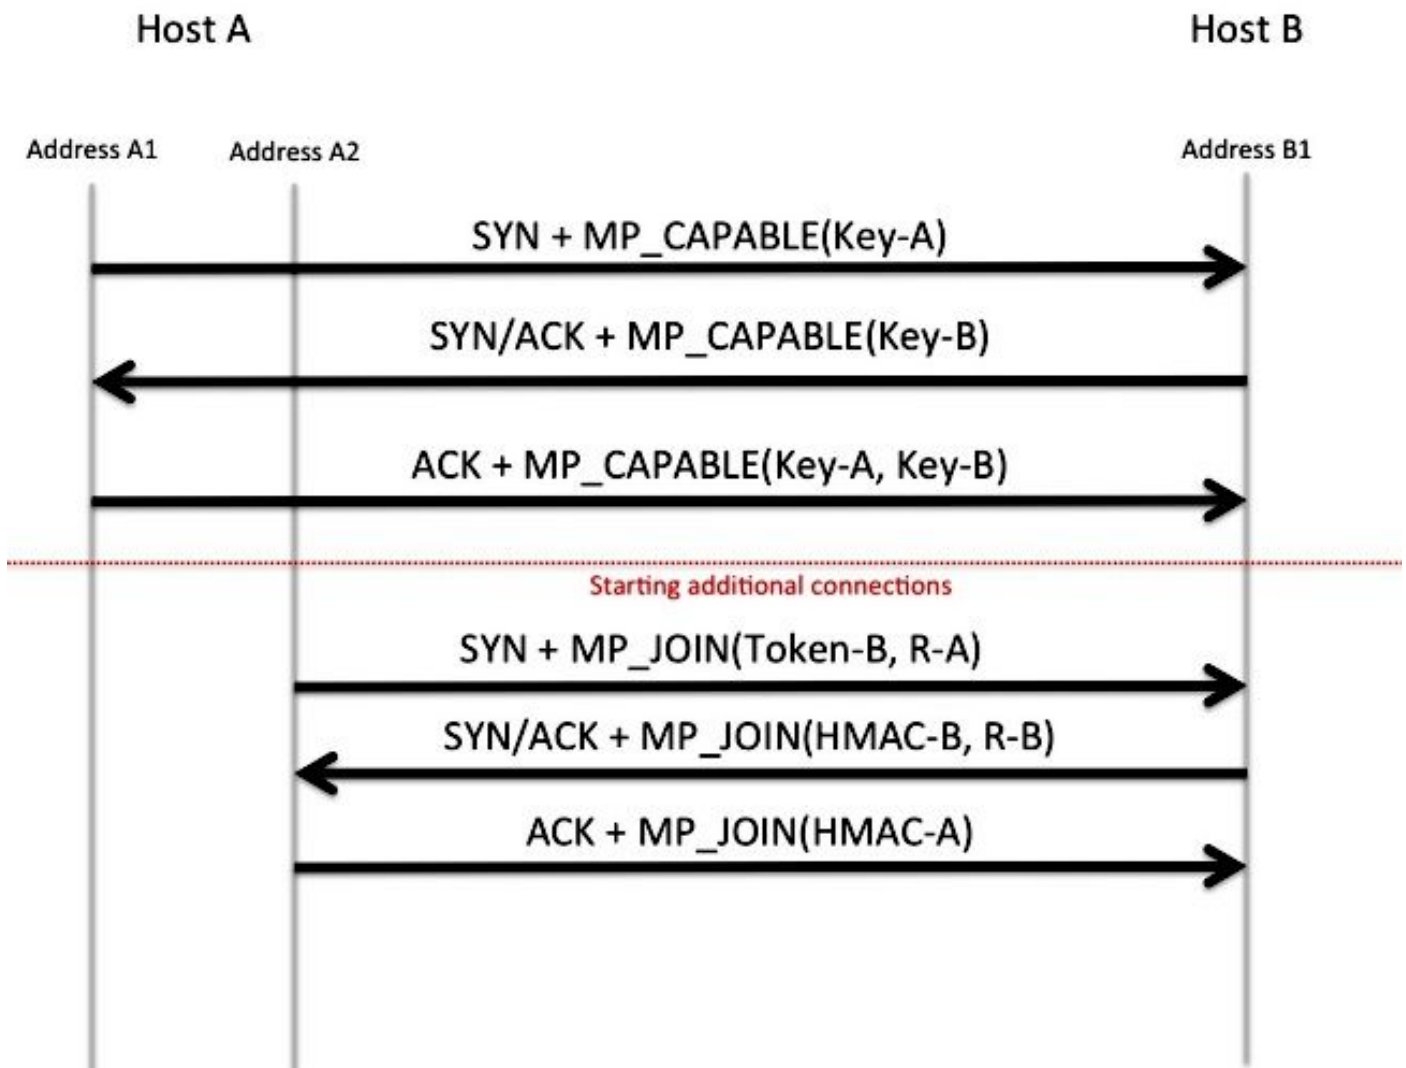 Host A
Host B
Address A1
Address A2
Address B1
SYN + MP_CAPABLE(Key-A)
SYN/ACK + MP_CAPABLE(Key-B)
ACK + MP_CAPABLE(Key-A, Key-B)
Starting additional connections
SYN + MP_JOIN(Token-B, R-A)
SYN/ACK + MP_JOIN(HMAC-B, R-B)
ACK + MP_JOIN(HMAC-A)